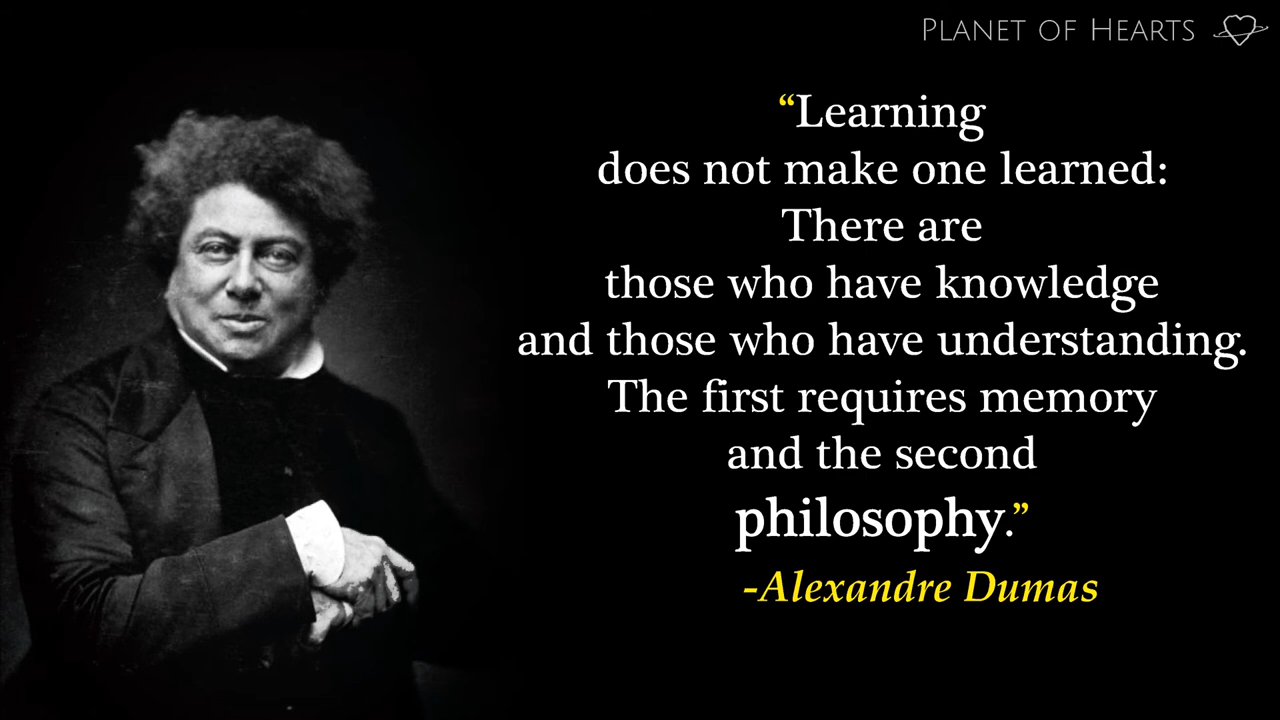 PLANET OF HEARTS
“Learning
does not make one learned:
There are
those who have knowledge
and those who have understanding.
The first requires memory
and the second
philosophy.”
-Alexandre Dumas